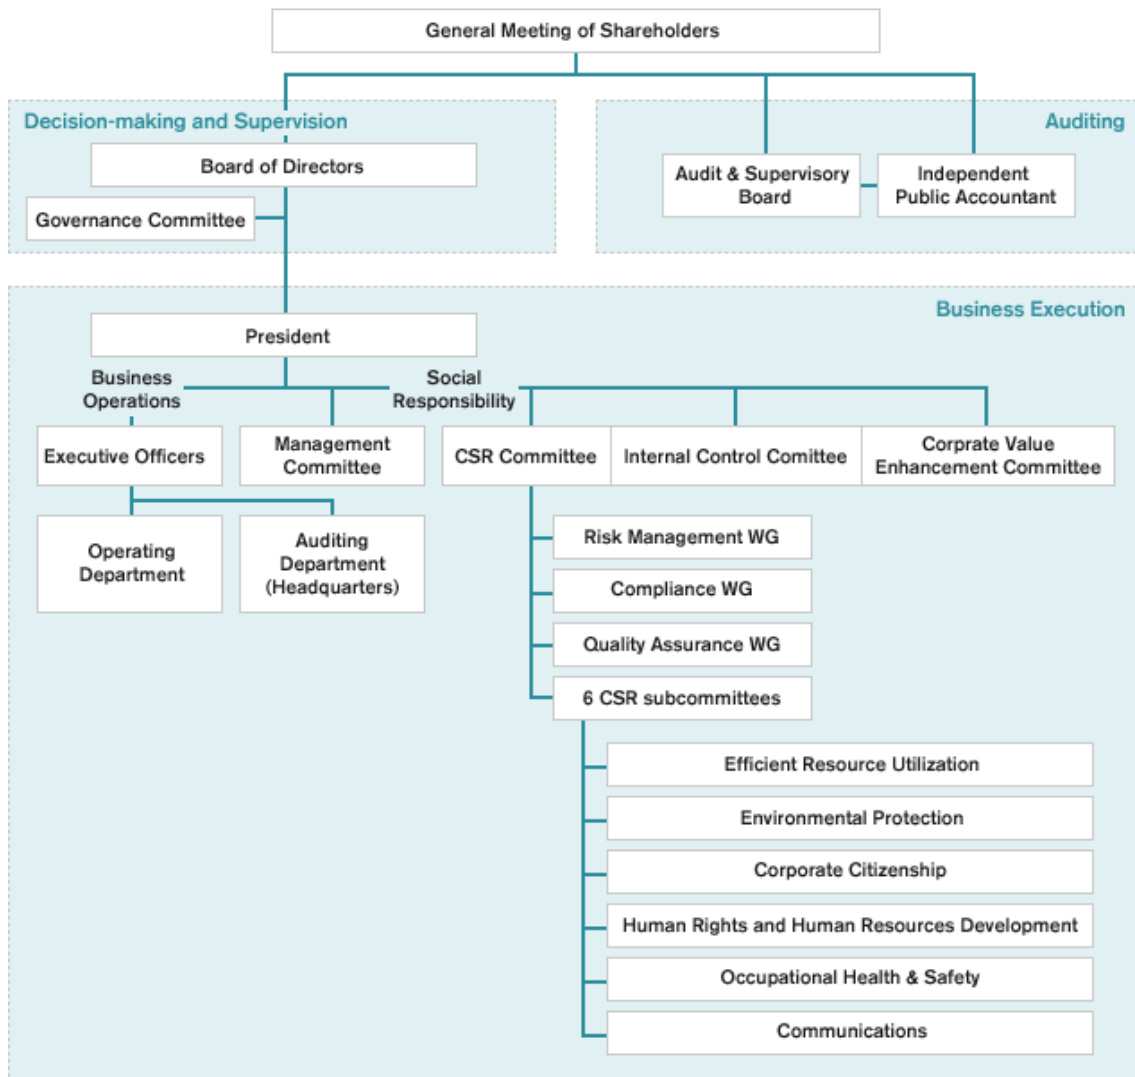 General Meeting of Shareholders
Decision-making and Supervision
Auditing
Board of Directors
Governance Committee
Audit & Supervisory
Board
Independent
Public Accountant
Business Execution
President
Business
Operations
Social
Responsibility
Executive Officers
Management
Committee
CSR Committee
Internal Control Comittee
Corprate Value
Enhancement Committee
Operating
Department
Auditing
Department
(Headquarters)
Risk Management WG
Compliance WG
Quality Assurance WG
6 CSR subcommittees
Efficient Resource Utilization
Environmental Protection
Corporate Citizenship
Human Rights and Human Resources Development
Occupational Health & Safety
Communications